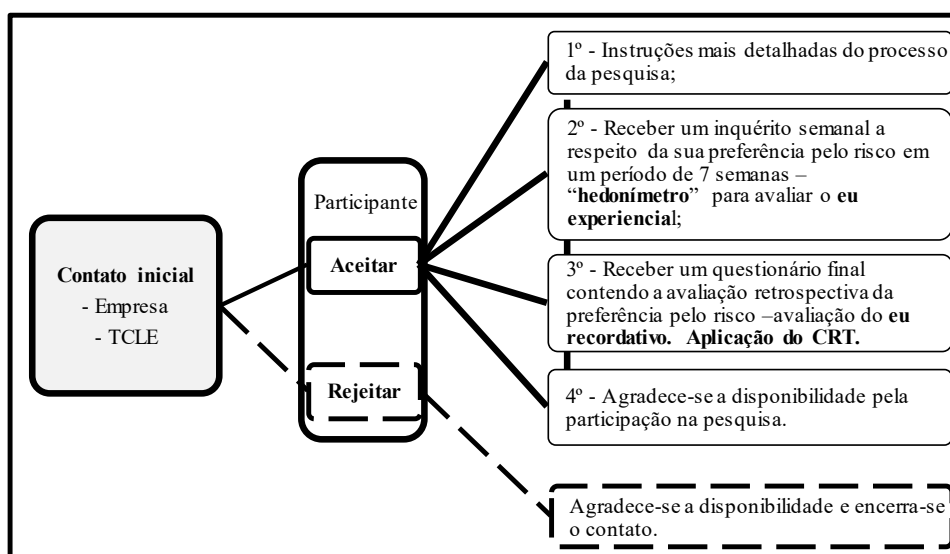 Contato inicial
- Empresa
- TCLE
Participante
Aceitar
Rejeitar
1º - Instruções mais detalhadas do processo
da pesquisa;
2º - Receber um inquérito semanal a
respeito da sua preferência pelo risco em
um período de 7 semanas –
“hedonímetro” para avaliar o eu
experiencial;
3º - Receber um questionário final
contendo a avaliação retrospectiva da
preferência pelo risco –avaliação do eu
recordativo. Aplicação do CRT.
4º - Agradece-se a disponibilidade pela
participação na pesquisa.
Agradece-se a disponibilidade e encerra-se
o contato.